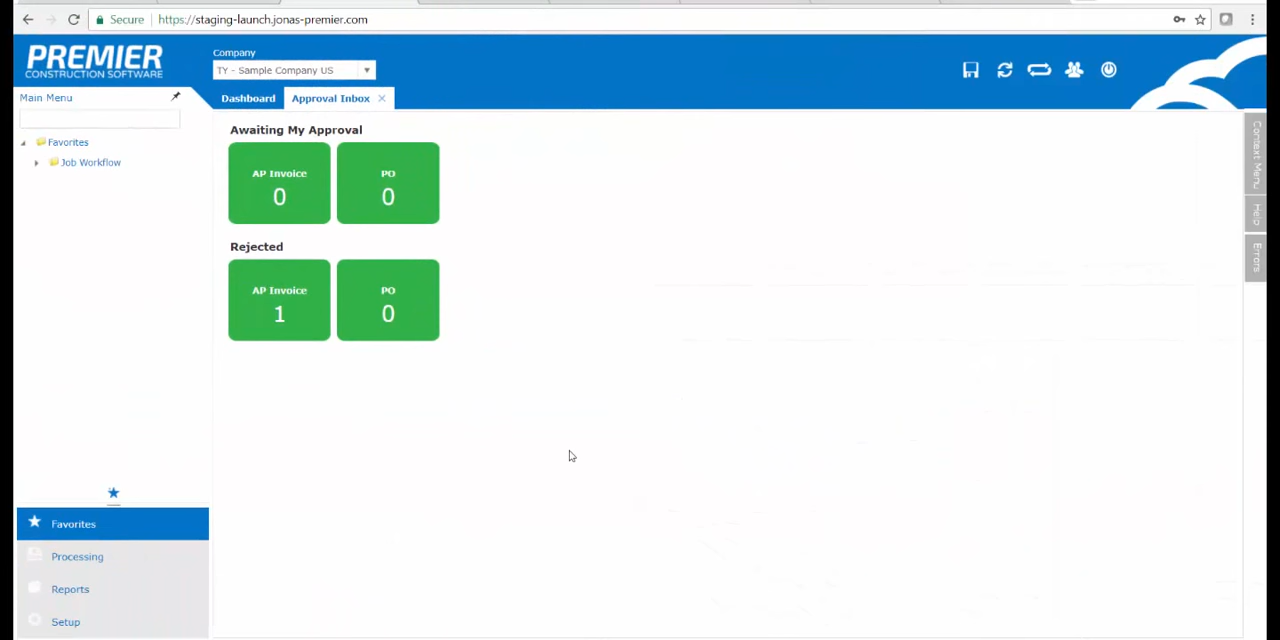 Secure | https://staging-launch.jonas-premier.com
PREMIER
CONSTRUCTION SOFTWARE
Company
TY - Sample Company US
Main Menu
Dashboard
Approval Inbox
Favorites
Job Workflow
Awaiting My Approval
AP Invoice
0
PO
0
Rejected
AP Invoice
1
PO
0
Context Menu
Help
Errors
Favorites
Processing
Reports
Setup